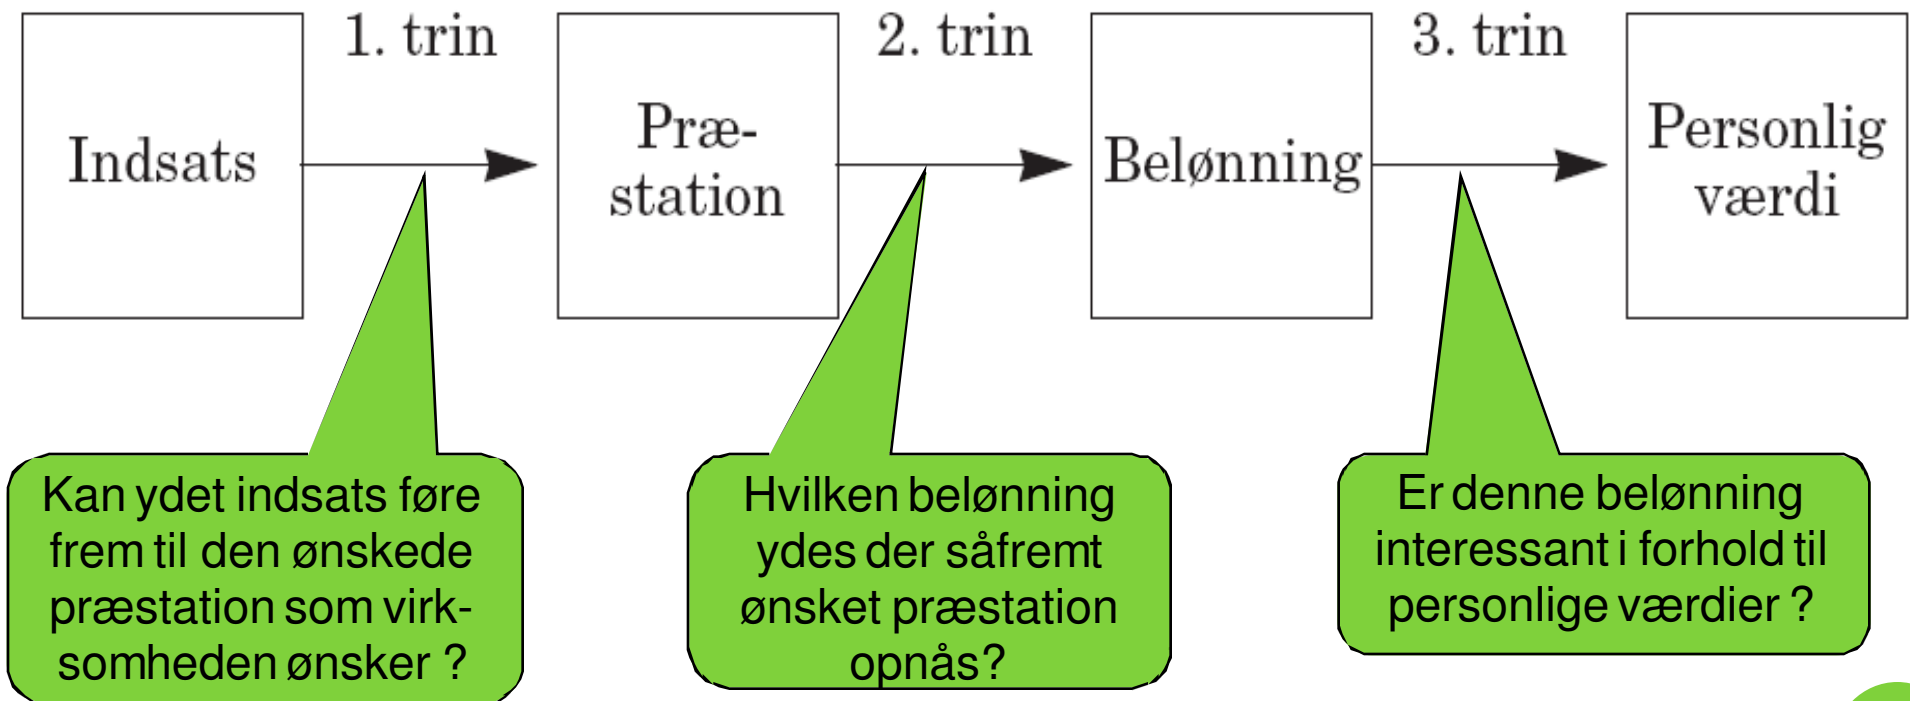 1. trin
2. trin
3. trin
Indsats
Præ-
station
Belønning
Personlig
værdi
Kan ydet indsats føre
frem til den ønskede
præstation som virk-
somheden ønsker ?
Hvilken belønning
ydes der såfremt
ønsket præstation
opnås?
Er denne belønning
interessant i forhold til
personlige værdier ?